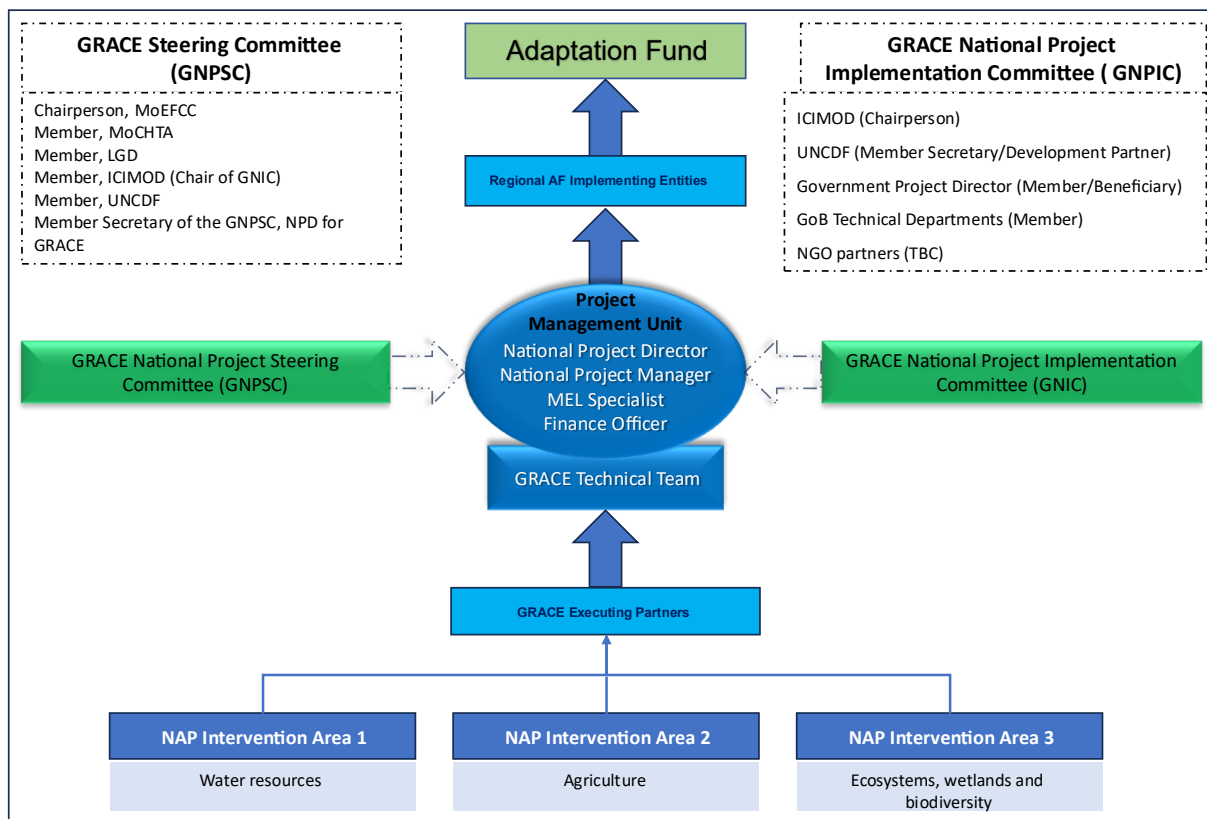 GRACE Steering Committee
(GNPSC)
Chairperson, MoEFCC
Member, MoCHTA
Member, LGD
Member, ICIMOD (Chair of GNIC)
Member, UNCDF
Member Secretary of the GNPSC, NPD for
GRACE
Adaptation Fund
GRACE National Project
Implementation Committee ( GNPIC)
ICIMOD (Chairperson)
UNCDF (Member Secretary/Development Partner)
Government Project Director (Member/Beneficiary)
GoB Technical Departments (Member)
NGO partners (TBC)
Regional AF Implementing Entities
Project
Management Unit
National Project Director
National Project Manager
MEL Specialist
Finance Officer
GRACE National Project Steering
Committee (GNPSC)
GRACE National Project Implementation
Committee (GNIC)
GRACE Technical Team
GRACE Executing Partners
NAP Intervention Area 1
Water resources
NAP Intervention Area 2
Agriculture
NAP Intervention Area 3
Ecosystems, wetlands and
biodiversity